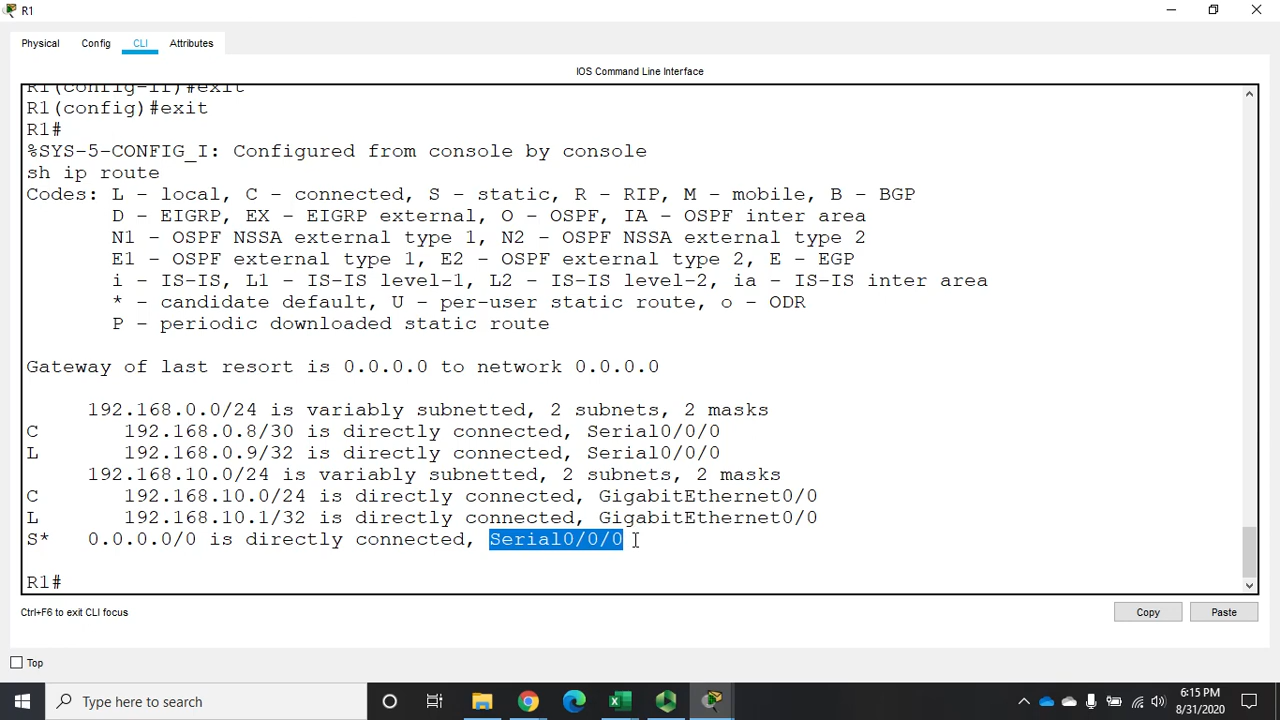 R1
Physical Config CLI Attributes
IOS Command Line Interface
R1(config-if)#exit
R1(config)#exit
R1#
%SYS-5-CONFIG_I: Configured from console by console
sh ip route
Codes: L - local, C - connected, S - static, R - RIP, M - mobile, B - BGP
D - EIGRP, EX - EIGRP external, O - OSPF, IA - OSPF inter area
N1 - OSPF NSSA external type 1, N2 - OSPF NSSA external type 2
E1 - OSPF external type 1, E2 - OSPF external type 2, E - EGP
i - IS-IS, L1 - IS-IS level-1, L2 - IS-IS level-2, ia - IS-IS inter area
* - candidate default, U - per-user static route, o - ODR
P - periodic downloaded static route
Gateway of last resort is 0.0.0.0 to network 0.0.0.0
192.168.0.0/24 is variably subnetted, 2 subnets, 2 masks
C 192.168.0.8/30 is directly connected, Serial0/0/0
L 192.168.0.9/32 is directly connected, Serial0/0/0
192.168.10.0/24 is variably subnetted, 2 subnets, 2 masks
C 192.168.10.0/24 is directly connected, GigabitEthernet0/0
L 192.168.10.1/32 is directly connected, GigabitEthernet0/0
S* 0.0.0.0/0 is directly connected, Serial0/0/0
R1#
Ctrl+F6 to exit CLI focus
Copy Paste
Top
Type here to search
6:15 PM
8/31/2020